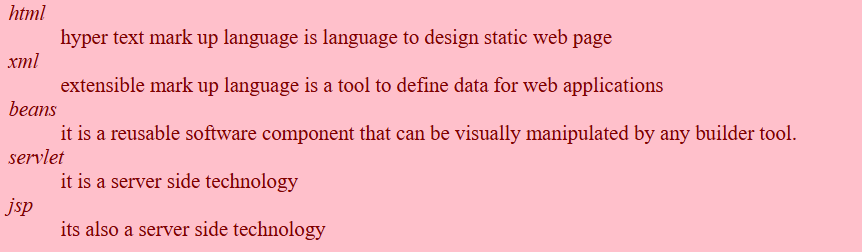 html
hyper text mark up language is language to design static web page
xml
extensible mark up language is a tool to define data for web applications
beans
it is a reusable software component that can be visually manipulated by any builder tool.
servlet
it is a server side technology
jsp
its also a server side technology